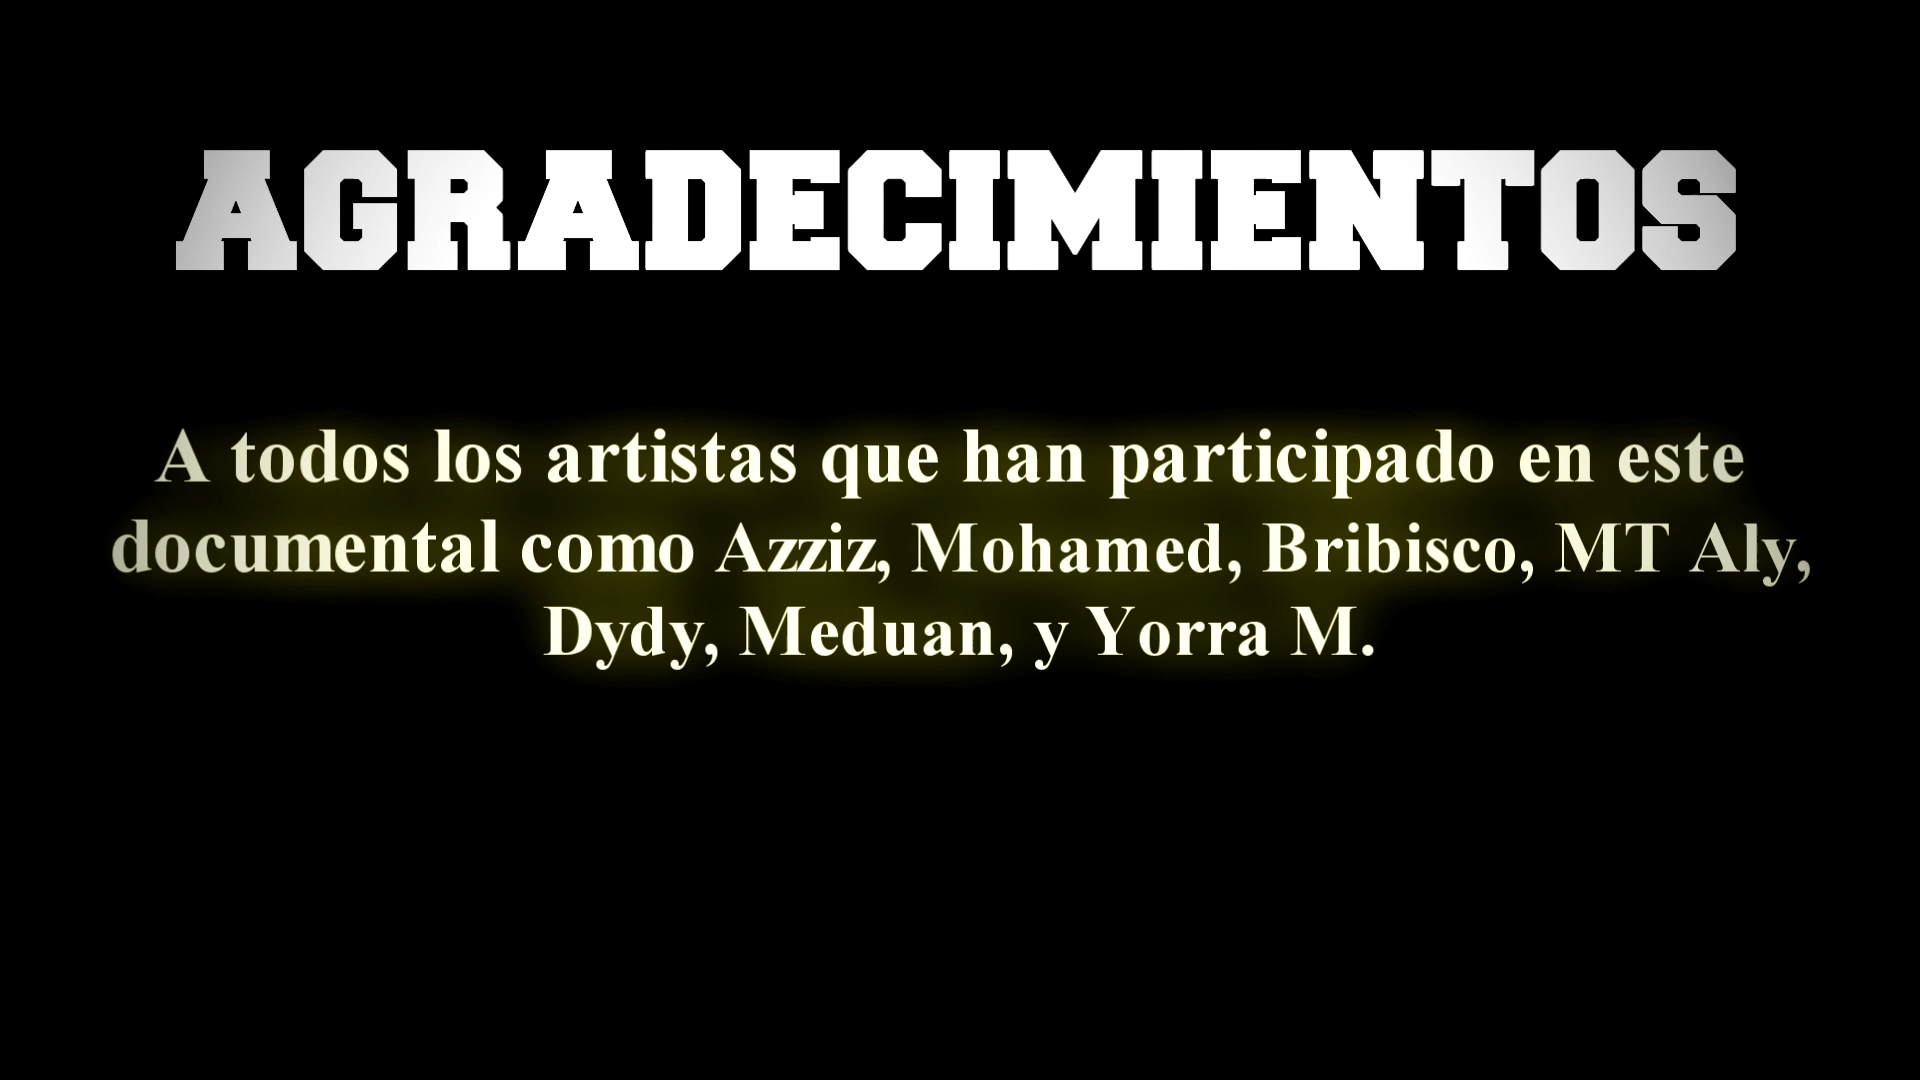 AGRADECIMIENTOS
A todos los artistas que han participado en este
documental como Azziz, Mohamed, Bribisco, MT Aly,
Dydy, Meduan, y Yorra M.